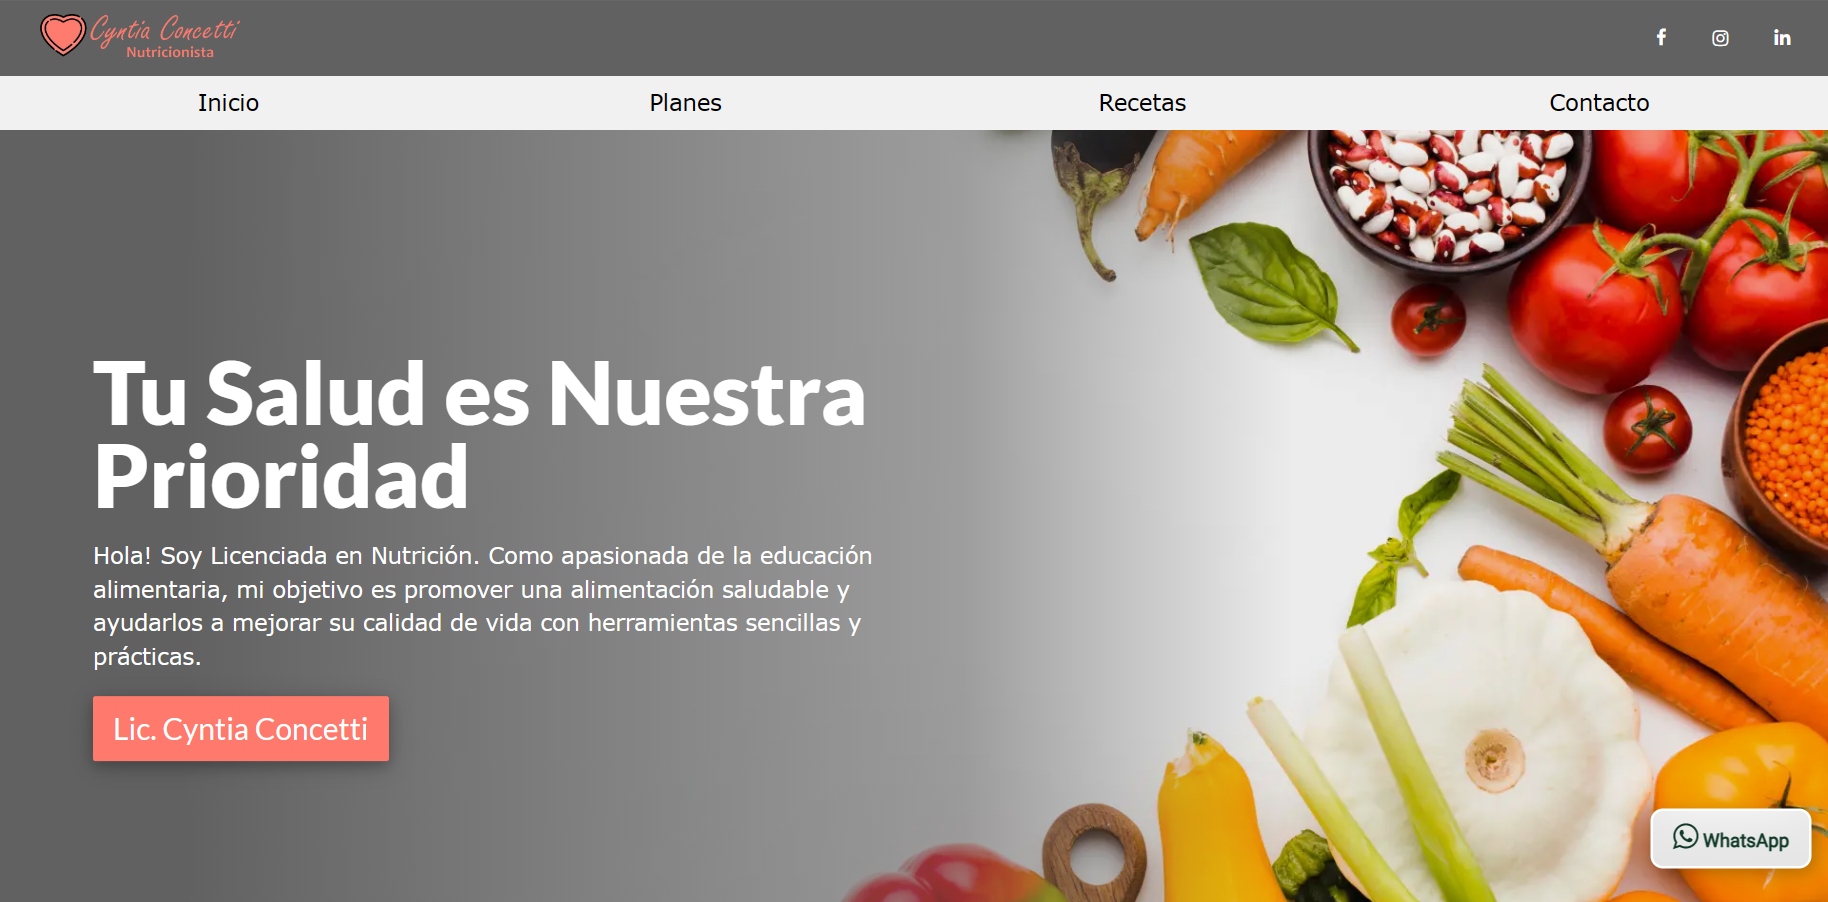 Cyntia Concetti
Nutricionista
Inicio
Planes
Recetas
Contacto
Tu Salud es Nuestra
Prioridad
Hola! Soy Licenciada en Nutrición. Como apasionada de la educación
alimentaria, mi objetivo es promover una alimentación saludable y
ayudarlos a mejorar su calidad de vida con herramientas sencillas y
prácticas.
Lic. Cyntia Concetti
WhatsApp